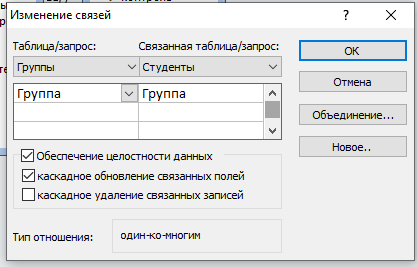 Изменение связей
Таблица/запрос: Связанная таблица/запрос:
Группы Студенты
Группа Группа
Обеспечение целостности данных
каскадное обновление связанных полей
каскадное удаление связанных записей
Тип отношения: один-ко-многим
ОК
Отмена
Объединение...
Новое..